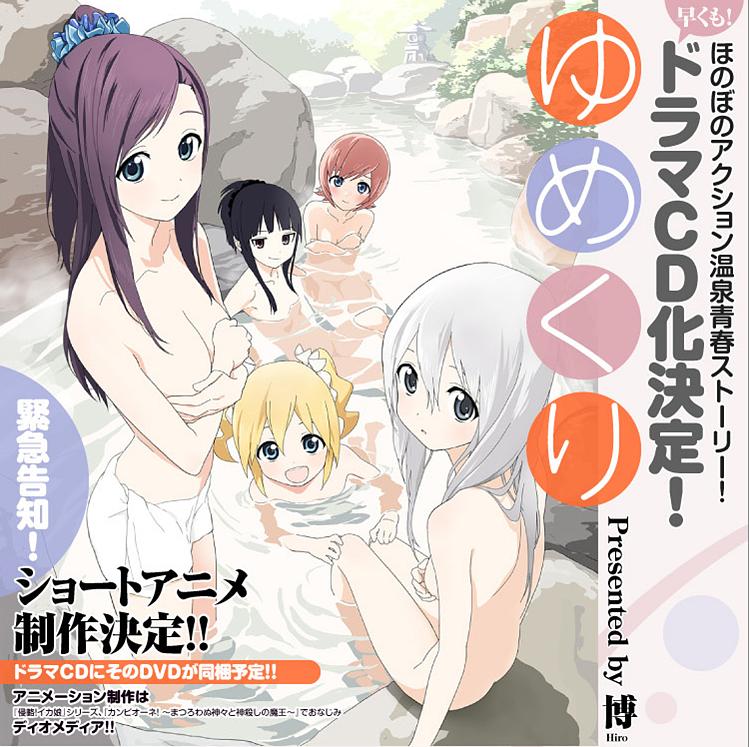 早くも!
ほのぼのアクション温泉青春ストーリー!
ドラマCD化決定!
ゆめくり
Presented by 博
Hiro
緊急告知!
ショートアニメ
制作決定!!
ドラマCDにそのDVDが同梱予定!!
アニメーション制作は
『侵略!イカ娘』シリーズ、『カンピオーネ! 〜まつろわぬ神々と神殺しの魔王〜』でおなじみ
ディオメディア!!